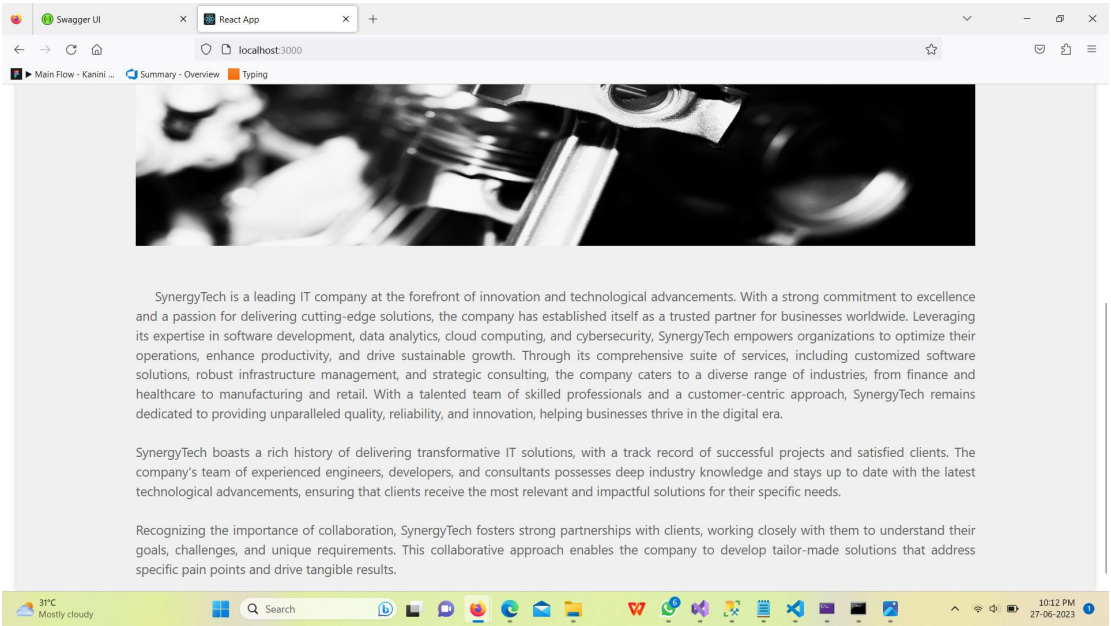 Swagger UI
React App
localhost:3000
Main Flow - Kanini ...
Summary - Overview
Typing
SynergyTech is a leading IT company at the forefront of innovation and technological advancements. With a strong commitment to excellence
and a passion for delivering cutting-edge solutions, the company has established itself as a trusted partner for businesses worldwide. Leveraging
its expertise in software development, data analytics, cloud computing, and cybersecurity, SynergyTech empowers organizations to optimize their
operations, enhance productivity, and drive sustainable growth. Through its comprehensive suite of services, including customized software
solutions, robust infrastructure management, and strategic consulting, the company caters to a diverse range of industries, from finance and
healthcare to manufacturing and retail. With a talented team of skilled professionals and a customer-centric approach, SynergyTech remains
dedicated to providing unparalleled quality, reliability, and innovation, helping businesses thrive in the digital era.
SynergyTech boasts a rich history of delivering transformative IT solutions, with a track record of successful projects and satisfied clients. The
company's team of experienced engineers, developers, and consultants possesses deep industry knowledge and stays up to date with the latest
technological advancements, ensuring that clients receive the most relevant and impactful solutions for their specific needs.
Recognizing the importance of collaboration, SynergyTech fosters strong partnerships with clients, working closely with them to understand their
goals, challenges, and unique requirements. This collaborative approach enables the company to develop tailor-made solutions that address
specific pain points and drive tangible results.
31°C
Mostly cloudy
Search
6
10:12 PM
27-06-2023
1